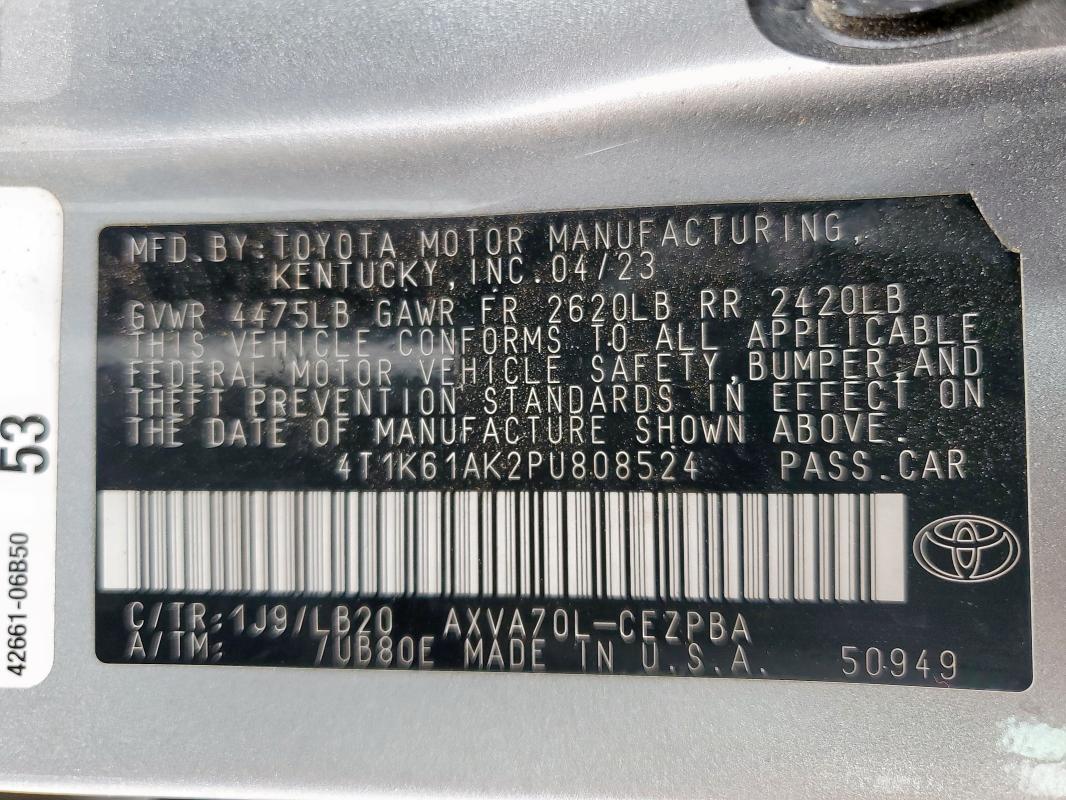 MFD.BY:TOYOTA MOTOR MANUFACTURING,
KENTUCKY,INC.04/23
GVWR 4475LB GAWR FR 2620LB RR 2420LB
THIS VEHICLE CONFORMS TO ALL APPLICABLE
FEDERAL MOTOR VEHICLE SAFETY,BUMPER,AND
THEFT PREVENTION STANDARDS IN EFFECT ON
THE DATE OF MANUFACTURE SHOWN ABOVE.
4T1K61AK2PU808524 PASS.CAR
C/TR:1J9/LB20 AXVA70L-CEZPBA
A/TM: /UB80E MADE IN U.S.A. 50949
53
42661-06B50